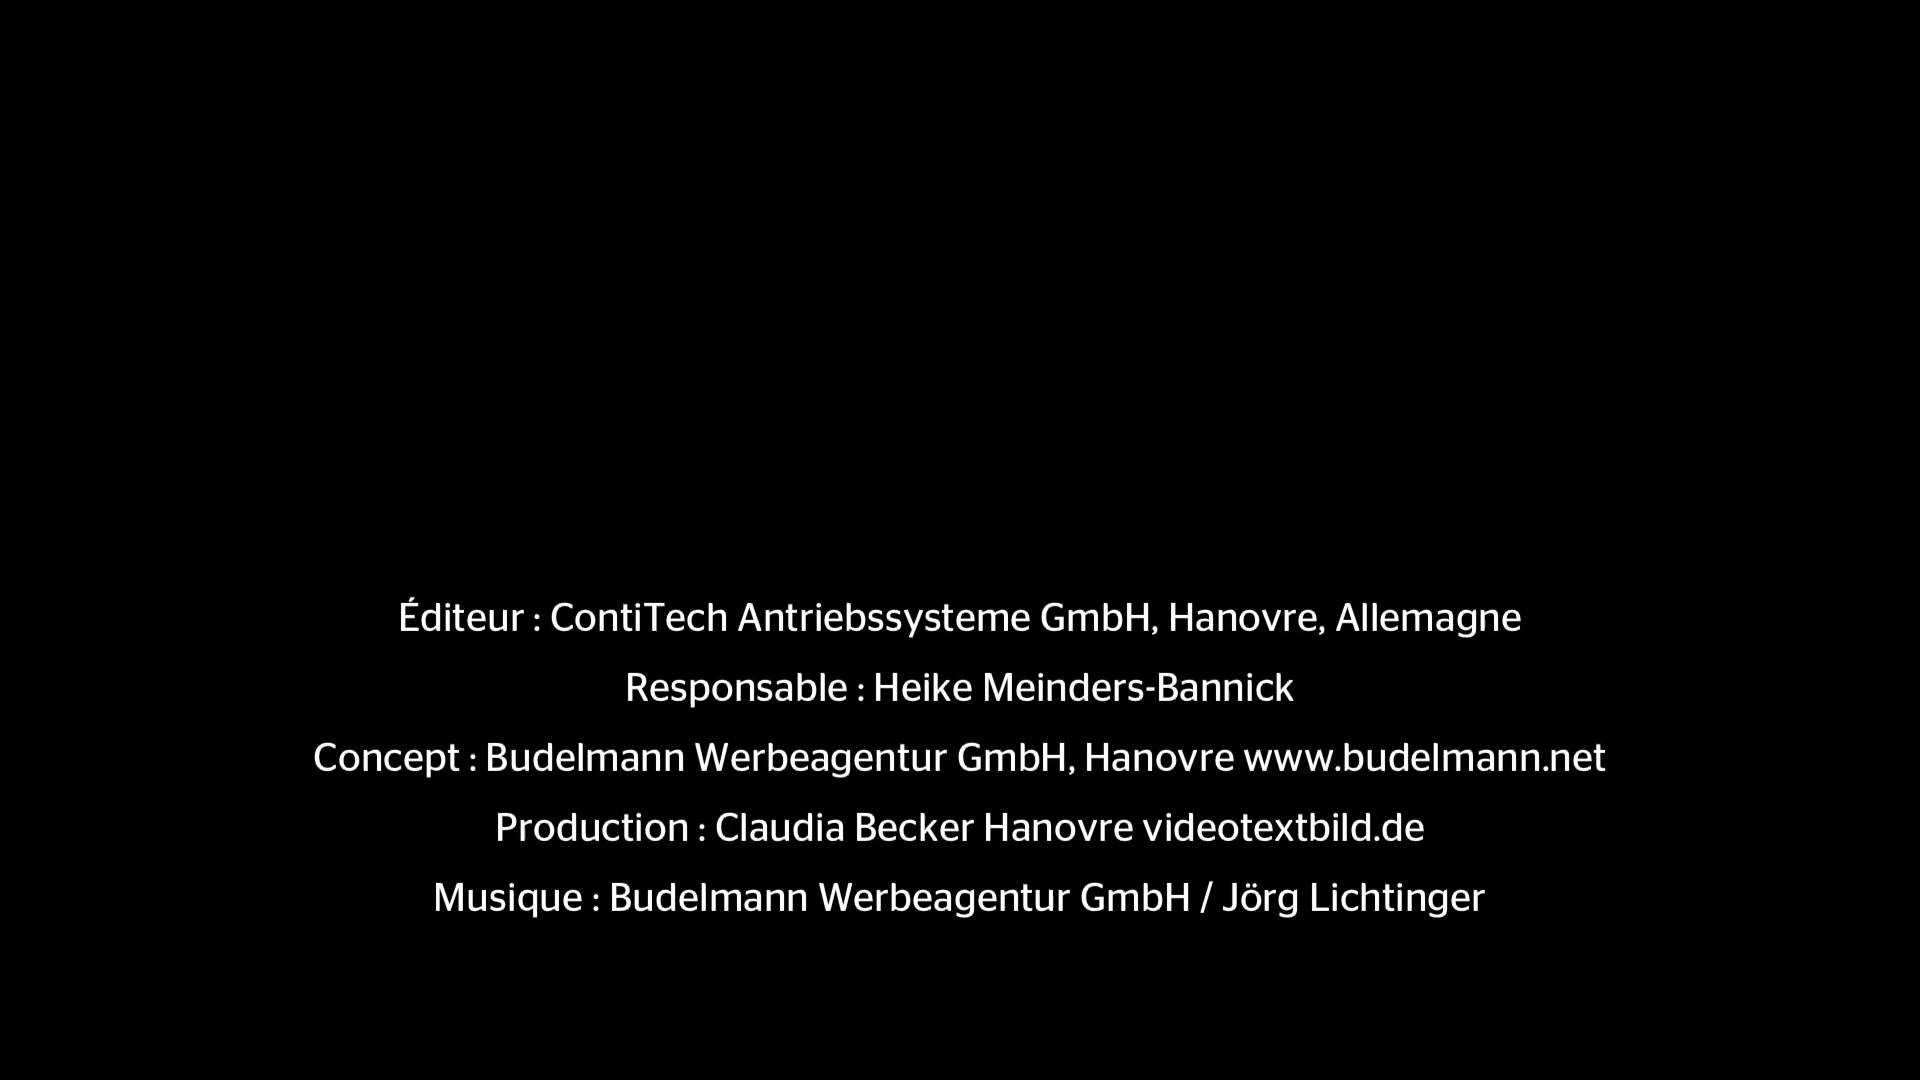 Éditeur : ContiTech Antriebssysteme GmbH, Hanovre, Allemagne
Responsable : Heike Meinders-Bannick
Concept : Budelmann Werbeagentur GmbH, Hanovre www.budelmann.net
Production : Claudia Becker Hanovre videotextbild.de
Musique : Budelmann Werbeagentur GmbH / Jörg Lichtinger